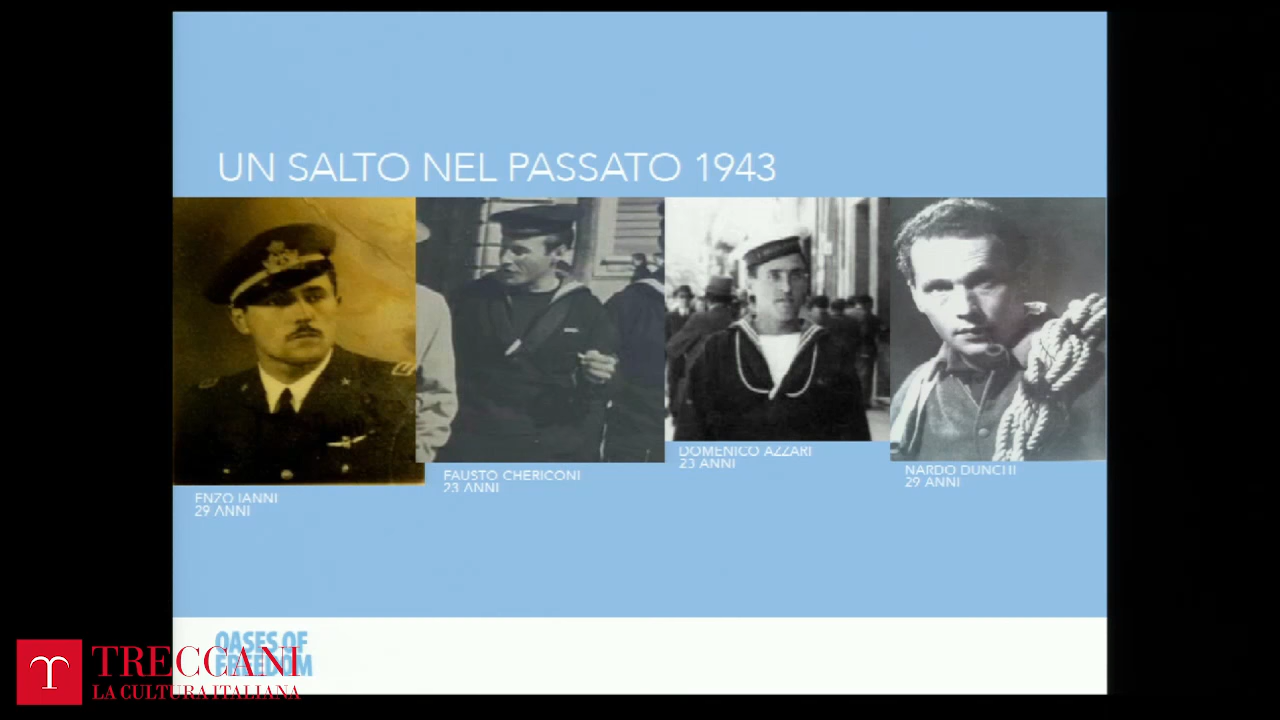 UN SALTO NEL PASSATO 1943
ENZO IANNI
29 ANNI
FAUSTO CHERICONI
23 ANNI
DOMENICO AZZARI
23 ANNI
NARDO DUNCHI
29 ANNI
OASES OF
FREEDOM
TRECCANI
LA CULTURA ITALIANA